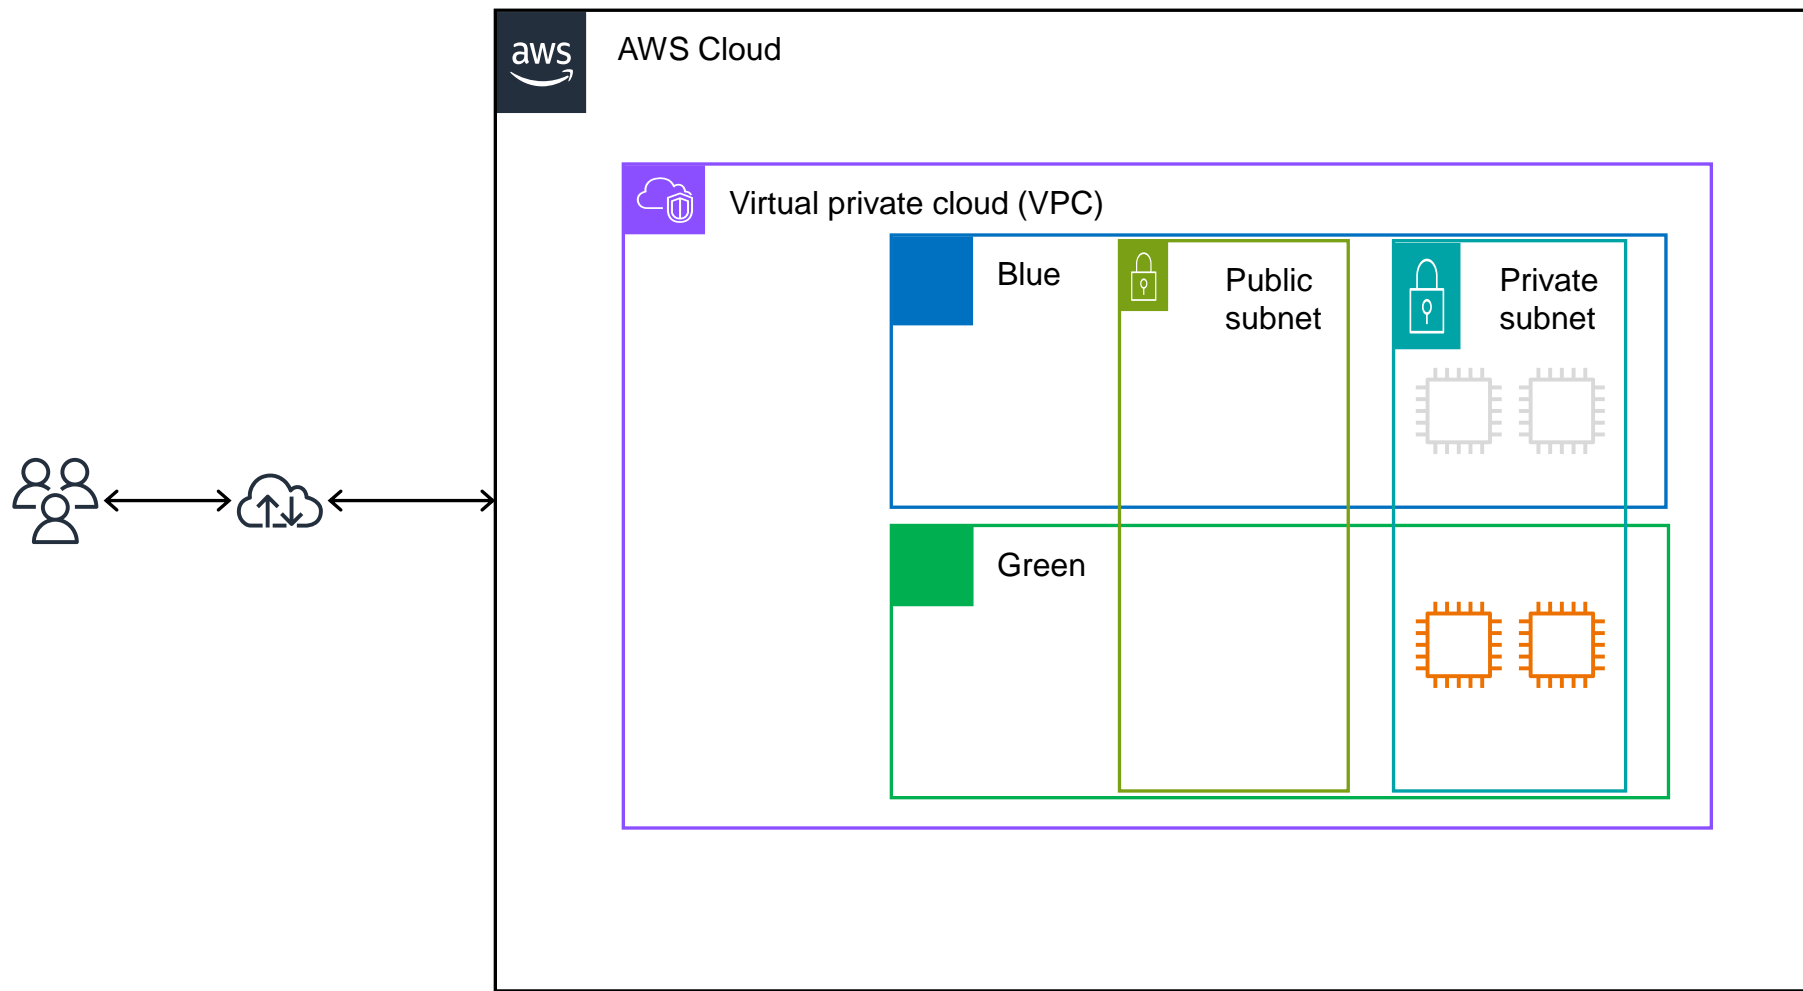 aws
AWS Cloud
Virtual private cloud (VPC)
Blue
Public
subnet
Private
subnet
Green